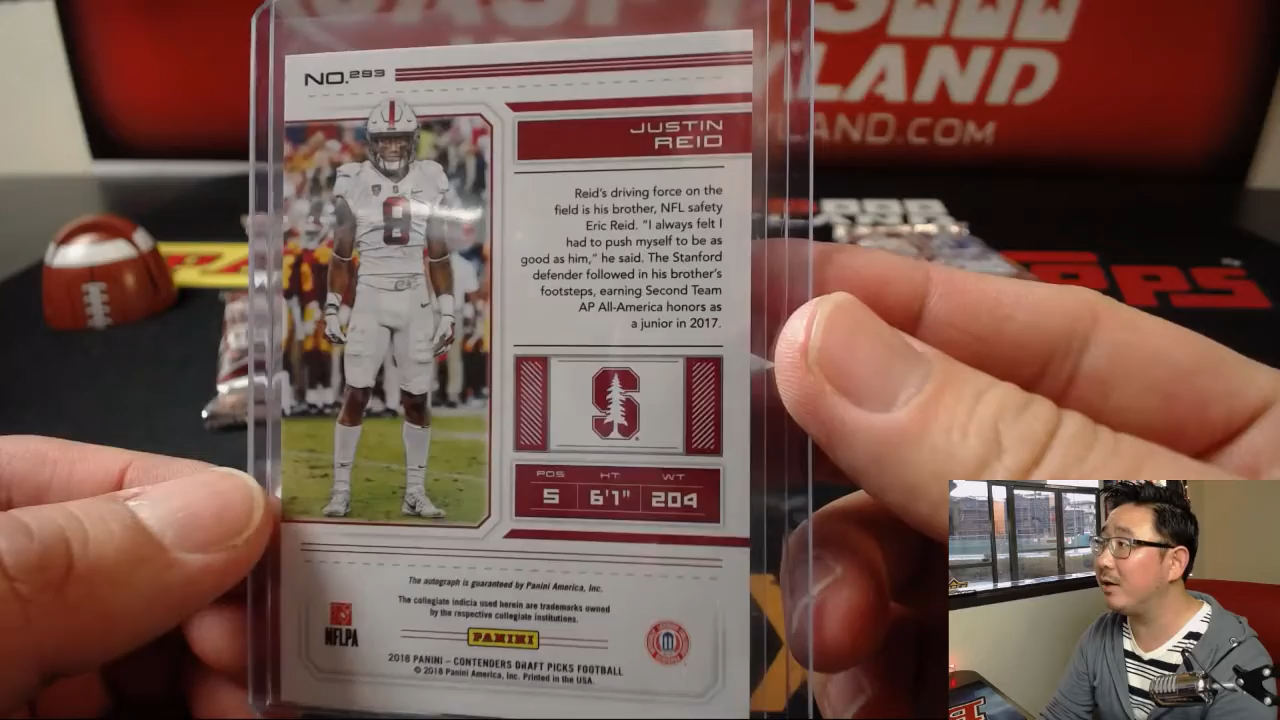 LAND
YLAND.COM
NO.293
JUSTIN
REID
Reid's driving force on the
field is his brother, NFL safety
Eric Reid. "I always felt I
had to push myself to be as
good as him," he said. The Stanford
defender followed in his brother's
footsteps, earning Second Team
AP All-America honors as
a junior in 2017.
8
S
POS HT WT
S 6'1" 204
The autograph is guaranteed by Panini America, Inc.
The collegiate indicia used herein are trademarks owned
by the respective collegiate institutions.
NFLPA
PANINI
2018 PANINI – CONTENDERS DRAFT PICKS FOOTBALL
© 2018 Panini America, Inc. Printed in the USA.